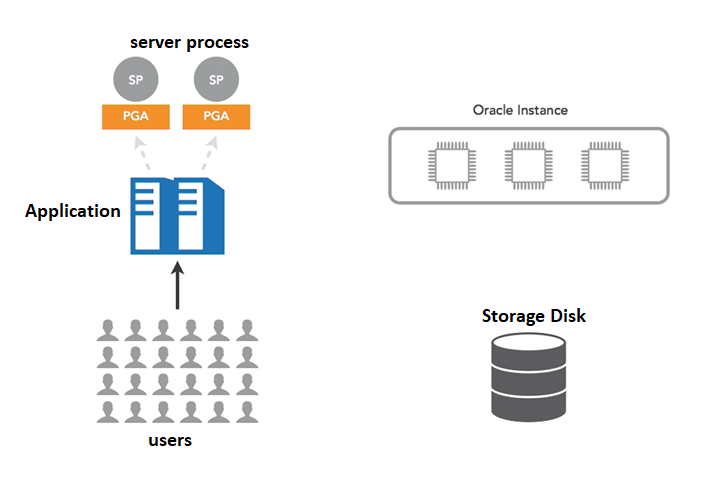 server process
SP
SP
PGA
PGA
Oracle Instance
Application
Storage Disk
users